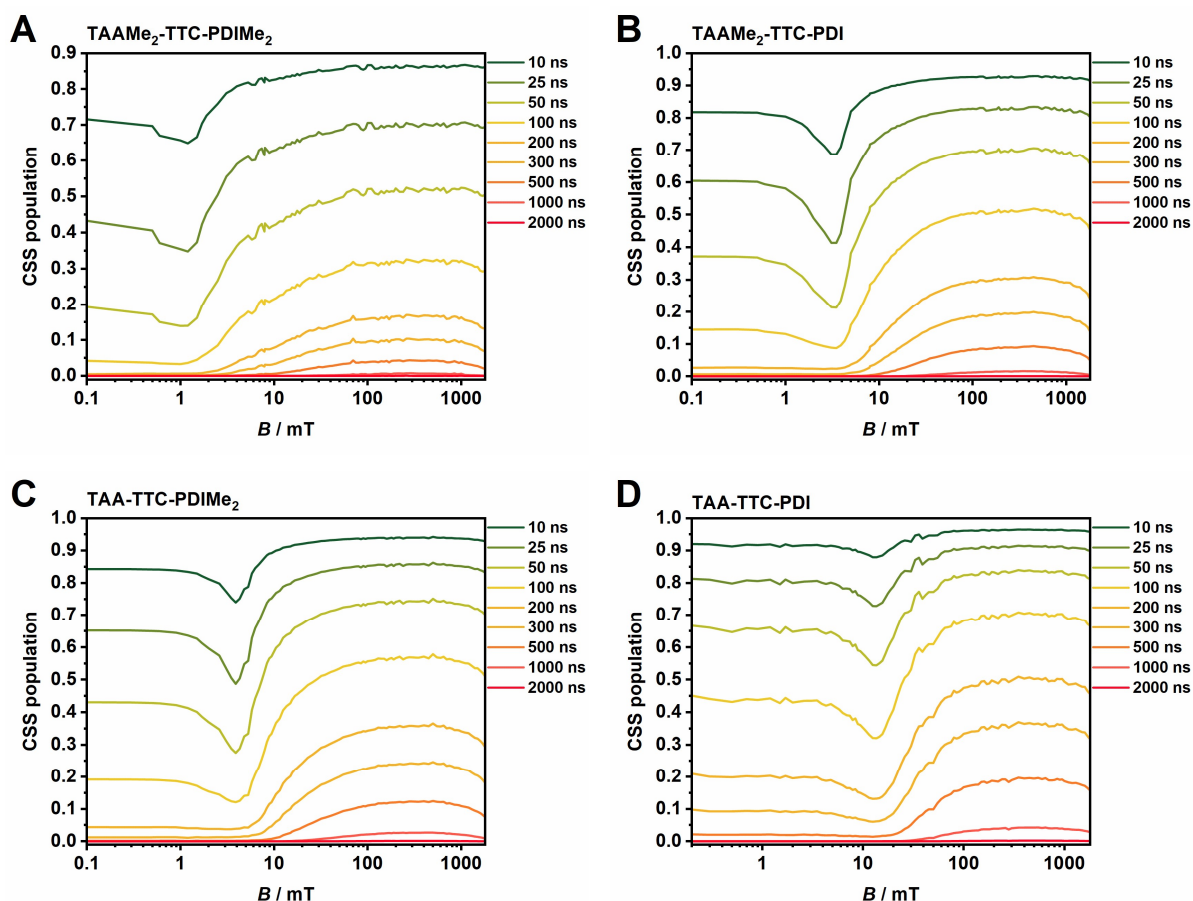 A
TAAMe₂-TTC-PDIMe₂
CSS population
0.9
0.8
0.7
0.6
0.5
0.4
0.3
0.2
0.1
0.0
0.1 1 10 100 1000
B / mT
10 ns
25 ns
50 ns
100 ns
200 ns
300 ns
500 ns
1000 ns
2000 ns
B
TAAMe₂-TTC-PDI
CSS population
1.0
0.9
0.8
0.7
0.6
0.5
0.4
0.3
0.2
0.1
0.0
0.1 1 10 100 1000
B / mT
10 ns
25 ns
50 ns
100 ns
200 ns
300 ns
500 ns
1000 ns
2000 ns
C
TAA-TTC-PDIMe₂
CSS population
1.0
0.9
0.8
0.7
0.6
0.5
0.4
0.3
0.2
0.1
0.0
0.1 1 10 100 1000
B / mT
10 ns
25 ns
50 ns
100 ns
200 ns
300 ns
500 ns
1000 ns
2000 ns
D
TAA-TTC-PDI
CSS population
1.0
0.9
0.8
0.7
0.6
0.5
0.4
0.3
0.2
0.1
0.0
1 10 100 1000
B / mT
10 ns
25 ns
50 ns
100 ns
200 ns
300 ns
500 ns
1000 ns
2000 ns